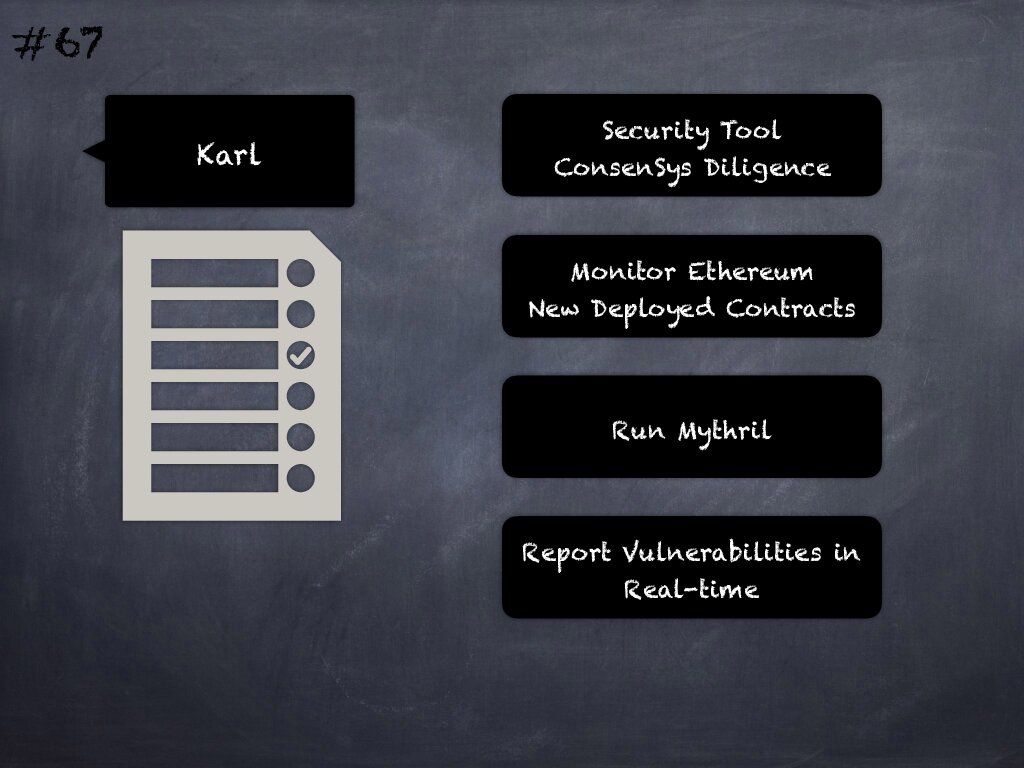 #67
Karl
Security Tool
ConsenSys Diligence
Monitor Ethereum
New Deployed Contracts
Run Mythril
Report Vulnerabilities in
Real-time